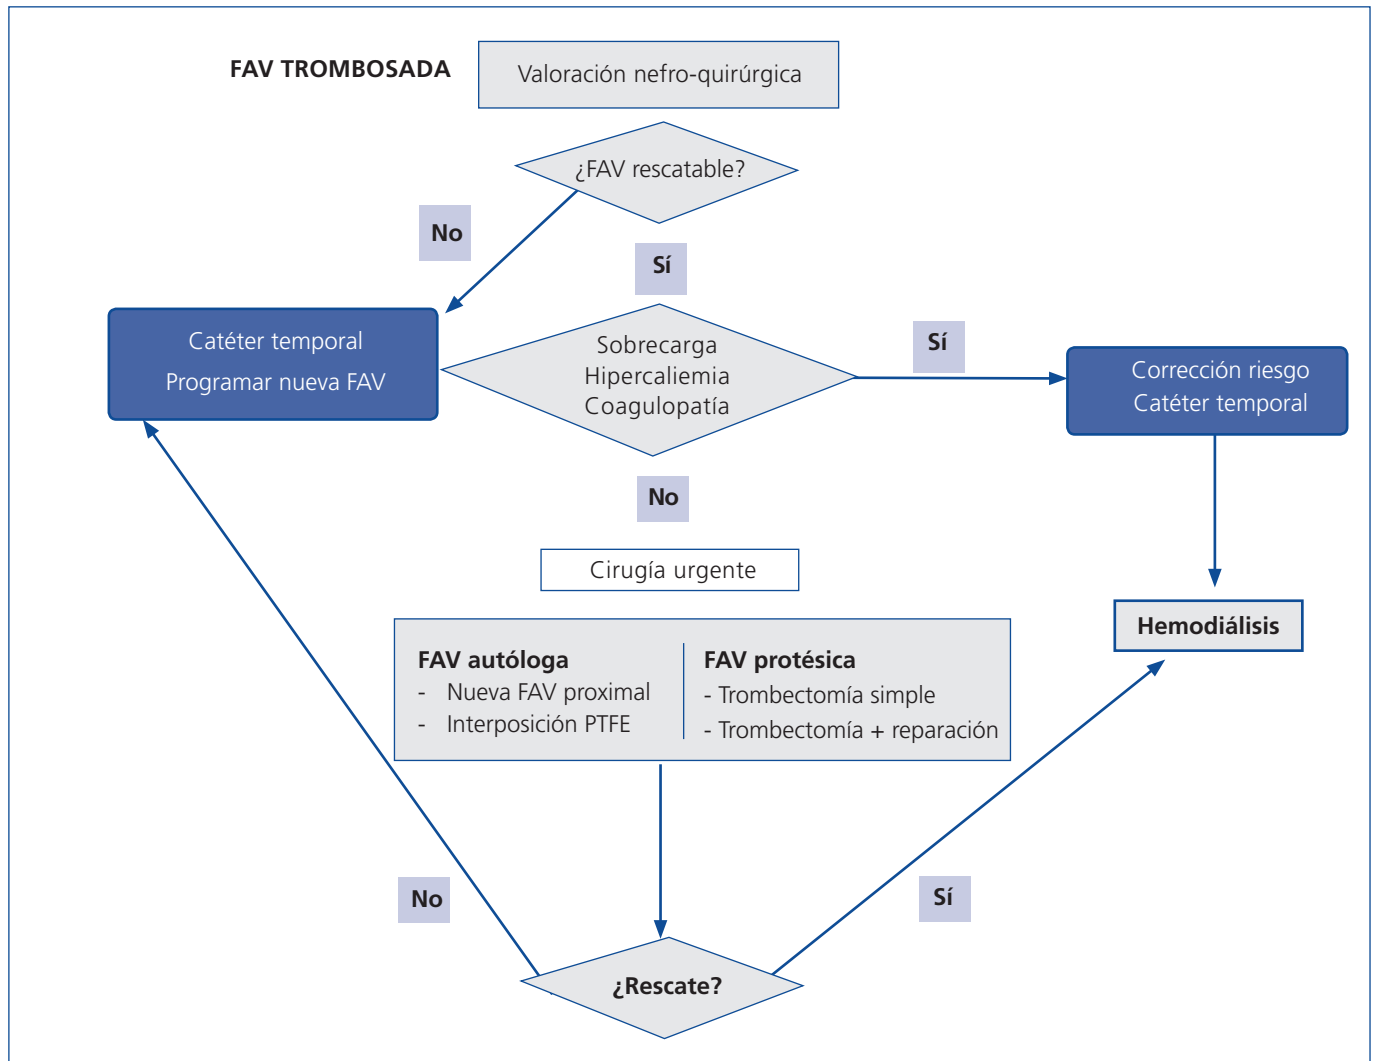 FAV TROMBOSADA
Valoración nefro-quirúrgica
¿FAV rescatable?
No
Sí
Catéter temporal
Programar nueva FAV
Sobrecarga
Hipercaliemia
Coagulopatía
Sí
Corrección riesgo
Catéter temporal
No
Cirugía urgente
Hemodiálisis
FAV autóloga
- Nueva FAV proximal
- Interposición PTFE
FAV protésica
- Trombectomía simple
- Trombectomía + reparación
No
Sí
¿Rescate?